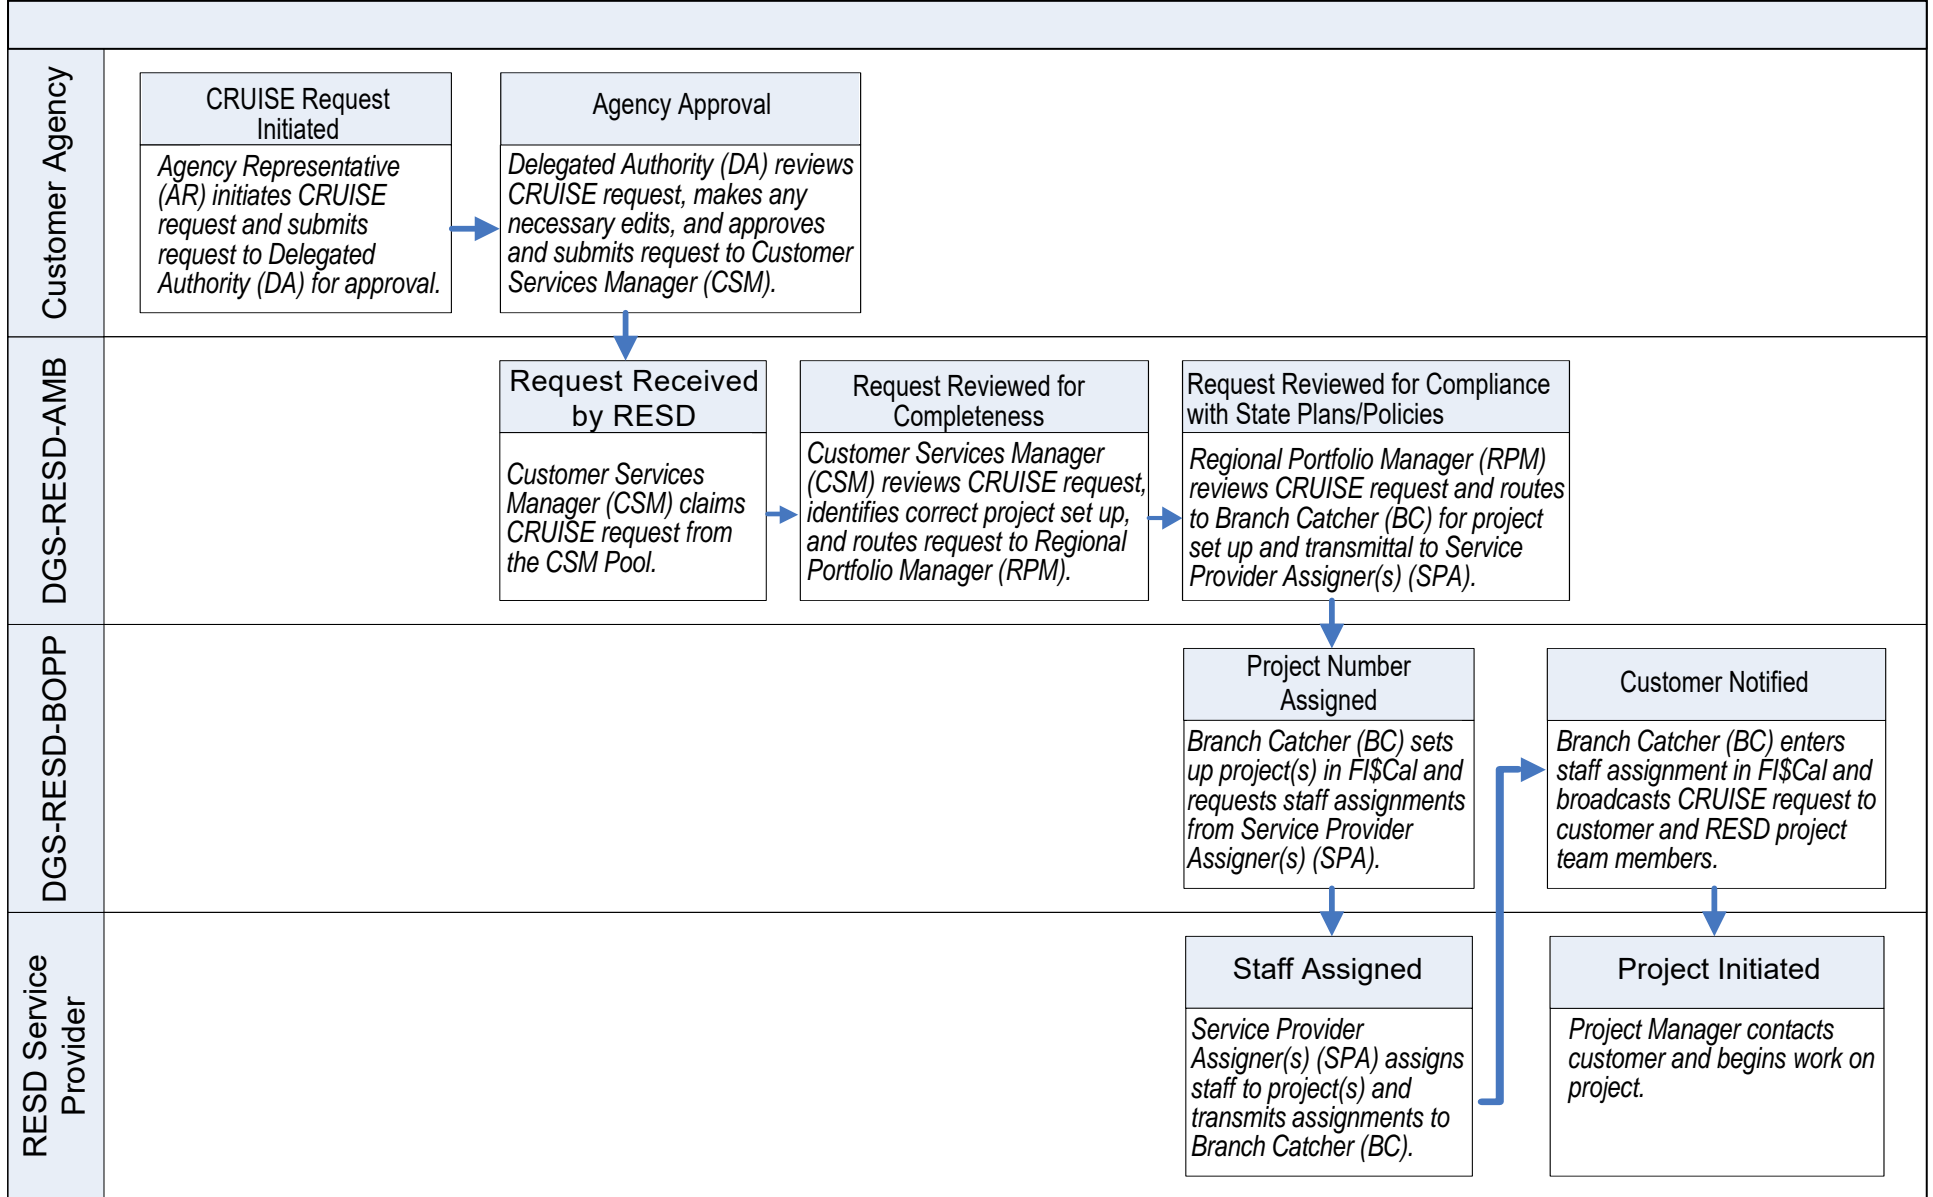 Customer Agency
CRUISE Request
Initiated
Agency Representative
(AR) initiates CRUISE
request and submits
request to Delegated
Authority (DA) for approval.
Agency Approval
Delegated Authority (DA) reviews
CRUISE request, makes any
necessary edits, and approves
and submits request to Customer
Services Manager (CSM).
DGS-RESD-AMB
Request Received
by RESD
Customer Services
Manager (CSM) claims
CRUISE request from
the CSM Pool.
Request Reviewed for
Completeness
Customer Services Manager
(CSM) reviews CRUISE request,
identifies correct project set up,
and routes request to Regional
Portfolio Manager (RPM).
Request Reviewed for Compliance
with State Plans/Policies
Regional Portfolio Manager (RPM)
reviews CRUISE request and routes
to Branch Catcher (BC) for project
set up and transmittal to Service
Provider Assigner(s) (SPA).
DGS-RESD-BOPP
Project Number
Assigned
Branch Catcher (BC) sets
up project(s) in FI$Cal and
requests staff assignments
from Service Provider
Assigner(s) (SPA).
Customer Notified
Branch Catcher (BC) enters
staff assignment in FI$Cal and
broadcasts CRUISE request to
customer and RESD project
team members.
RESD Service
Provider
Staff Assigned
Service Provider
Assigner(s) (SPA) assigns
staff to project(s) and
transmits assignments to
Branch Catcher (BC).
Project Initiated
Project Manager contacts
customer and begins work on
project.